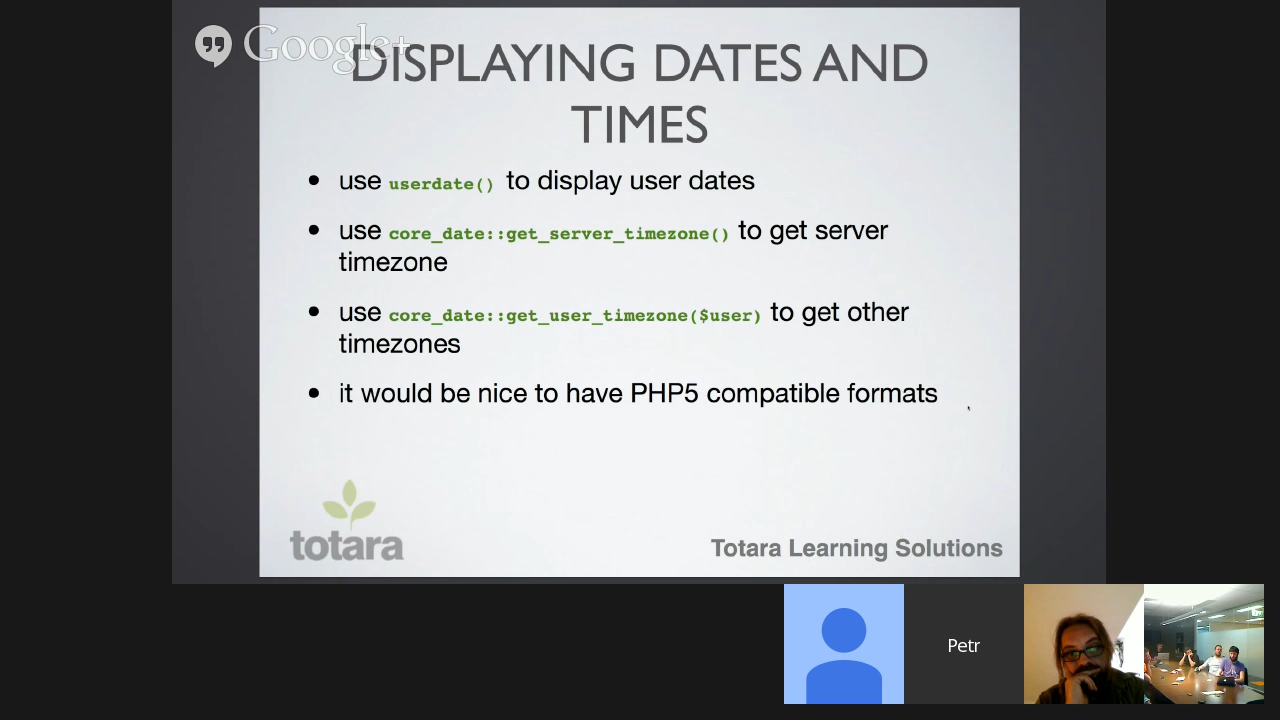 Google+
DISPLAYING DATES AND
TIMES
• use userdate() to display user dates
• use core_date::get_server_timezone() to get server
timezone
• use core_date::get_user_timezone($user) to get other
timezones
• it would be nice to have PHP5 compatible formats
totara
Totara Learning Solutions
Petr